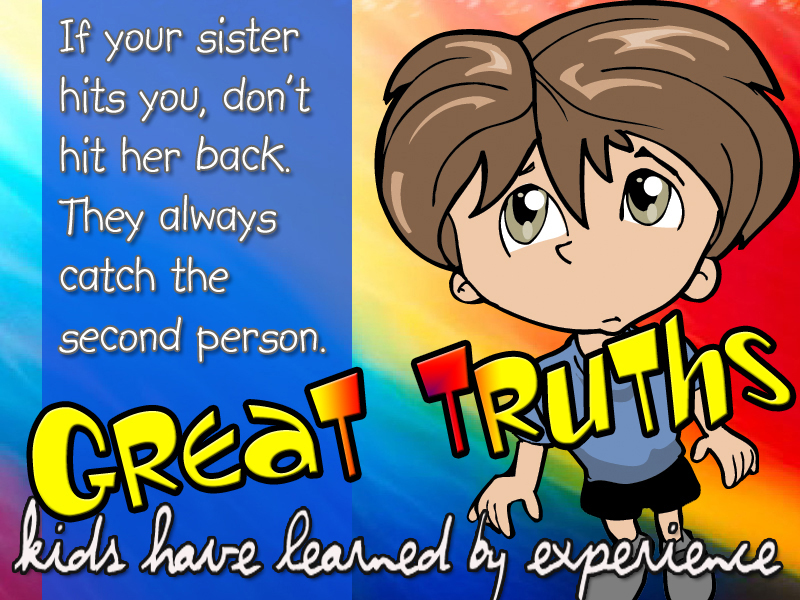 If your sister
hits you, don't
hit her back.
They always
catch the
second person.
GREAT TRUTHS
kids have learned by experience